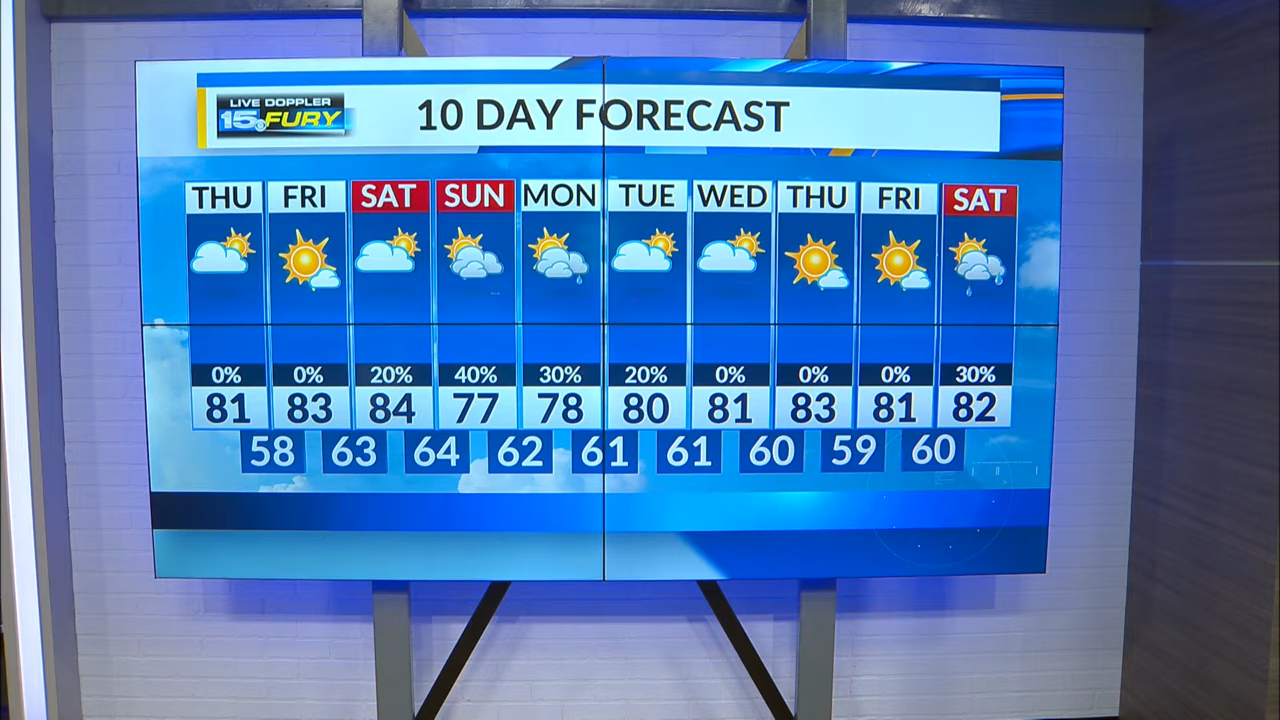 LIVE DOPPLER
15 FURY
10 DAY FORECAST
THU FRI SAT SUN MON TUE WED THU FRI SAT
0% 0% 20% 40% 30% 20% 0% 0% 0% 30%
81 83 84 77 78 80 81 83 81 82
58 63 64 62 61 61 60 59 60